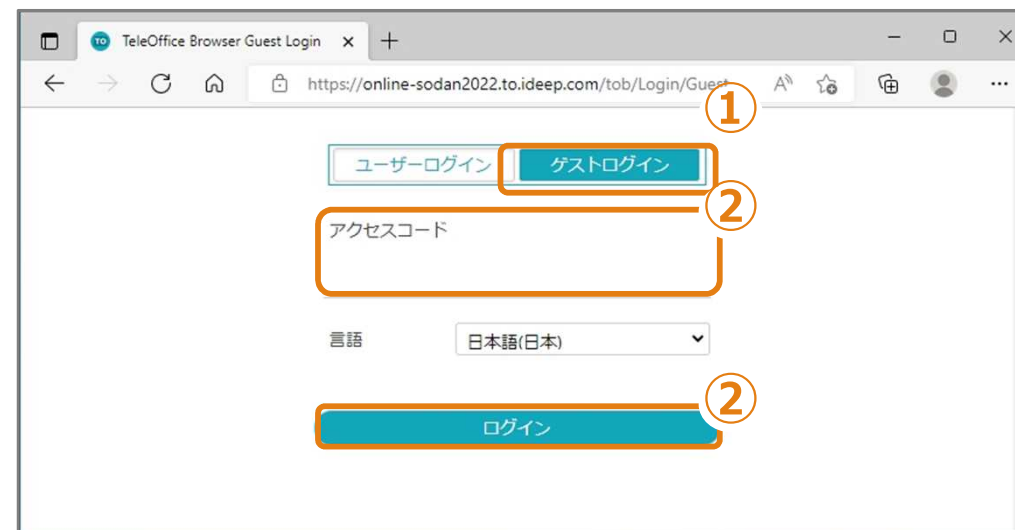 TO TeleOffice Browser Guest Login
https://online-sodan2022.to.ideep.com/tob/Login/Guest
①
ユーザーログイン ゲストログイン
②
アクセスコード
言語 日本語(日本)
②
ログイン